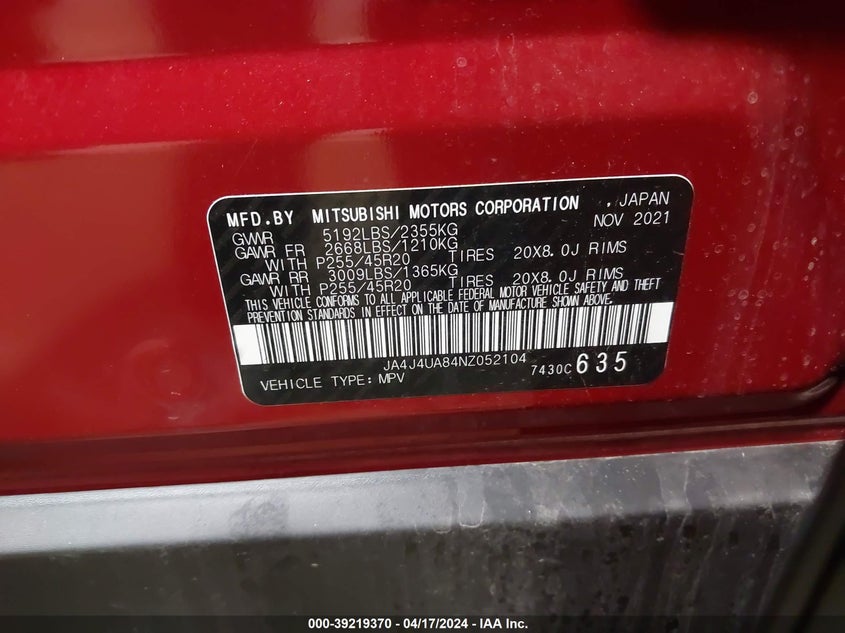 MFD.BY MITSUBISHI MOTORS CORPORATION , JAPAN
NOV 2021
GVWR 5192LBS/2355KG
GAWR FR 2668LBS/1210KG
WITH P255/45R20 TIRES 20X8.0J RIMS
GAWR RR 3009LBS/1365KG
WITH P255/45R20 TIRES 20X8.0J RIMS
THIS VEHICLE CONFORMS TO ALL APPLICABLE FEDERAL MOTOR VEHICLE SAFETY AND THEFT
PREVENTION STANDARDS IN EFFECT ON THE DATE OF MANUFACTURE SHOWN ABOVE.
JA4J4UA84NZ052104
VEHICLE TYPE: MPV 7430C 635
000-39219370 - 04/17/2024 - IAA Inc.